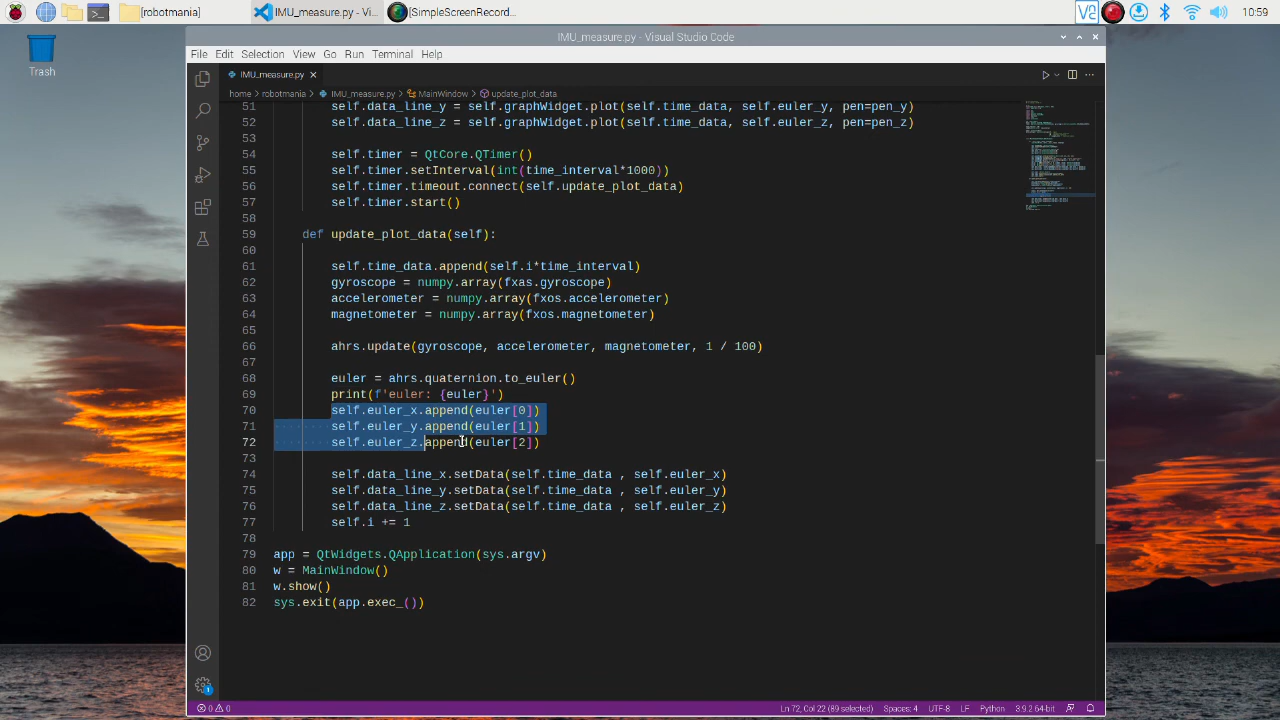 [robotmania]
IMU_measure.py - Vi...
[SimpleScreenRecord...
V2
10:59
Trash
IMU_measure.py - Visual Studio Code
File Edit Selection View Go Run Terminal Help
IMU_measure.py
home › robotmania › IMU_measure.py › MainWindow › update_plot_data
51 self.data_line_y = self.graphWidget.plot(self.time_data, self.euler_y, pen=pen_y)
52 self.data_line_z = self.graphWidget.plot(self.time_data, self.euler_z, pen=pen_z)
53
54 self.timer = QtCore.QTimer()
55 self.timer.setInterval(int(time_interval*1000))
56 self.timer.timeout.connect(self.update_plot_data)
57 self.timer.start()
58
59 def update_plot_data(self):
60
61 self.time_data.append(self.i*time_interval)
62 gyroscope = numpy.array(fxas.gyroscope)
63 accelerometer = numpy.array(fxos.accelerometer)
64 magnetometer = numpy.array(fxos.magnetometer)
65
66 ahrs.update(gyroscope, accelerometer, magnetometer, 1 / 100)
67
68 euler = ahrs.quaternion.to_euler()
69 print(f'euler: {euler}')
70 self.euler_x.append(euler[0])
71 self.euler_y.append(euler[1])
72 self.euler_z.append(euler[2])
73
74 self.data_line_x.setData(self.time_data , self.euler_x)
75 self.data_line_y.setData(self.time_data , self.euler_y)
76 self.data_line_z.setData(self.time_data , self.euler_z)
77 self.i += 1
78
79 app = QtWidgets.QApplication(sys.argv)
80 w = MainWindow()
81 w.show()
82 sys.exit(app.exec_())
1
0 0
Ln 72, Col 22 (89 selected) Spaces: 4 UTF-8 LF Python 3.9.2 64-bit